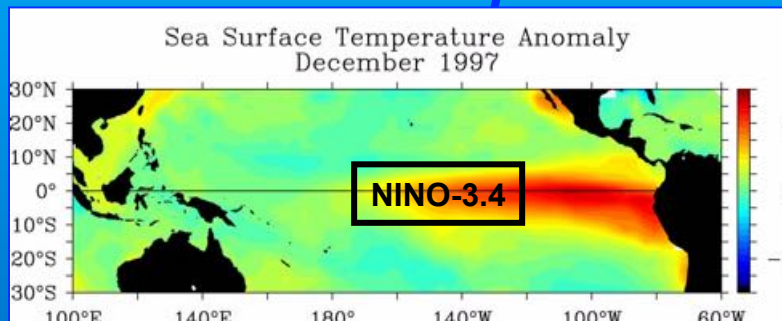 Sea Surface Temperature Anomaly
December 1997
30°N
20°N
10°N
NINO-3.4
0°
10°S
20°S
30°S
100°E 140°E 180° 140°W 100°W 60°W